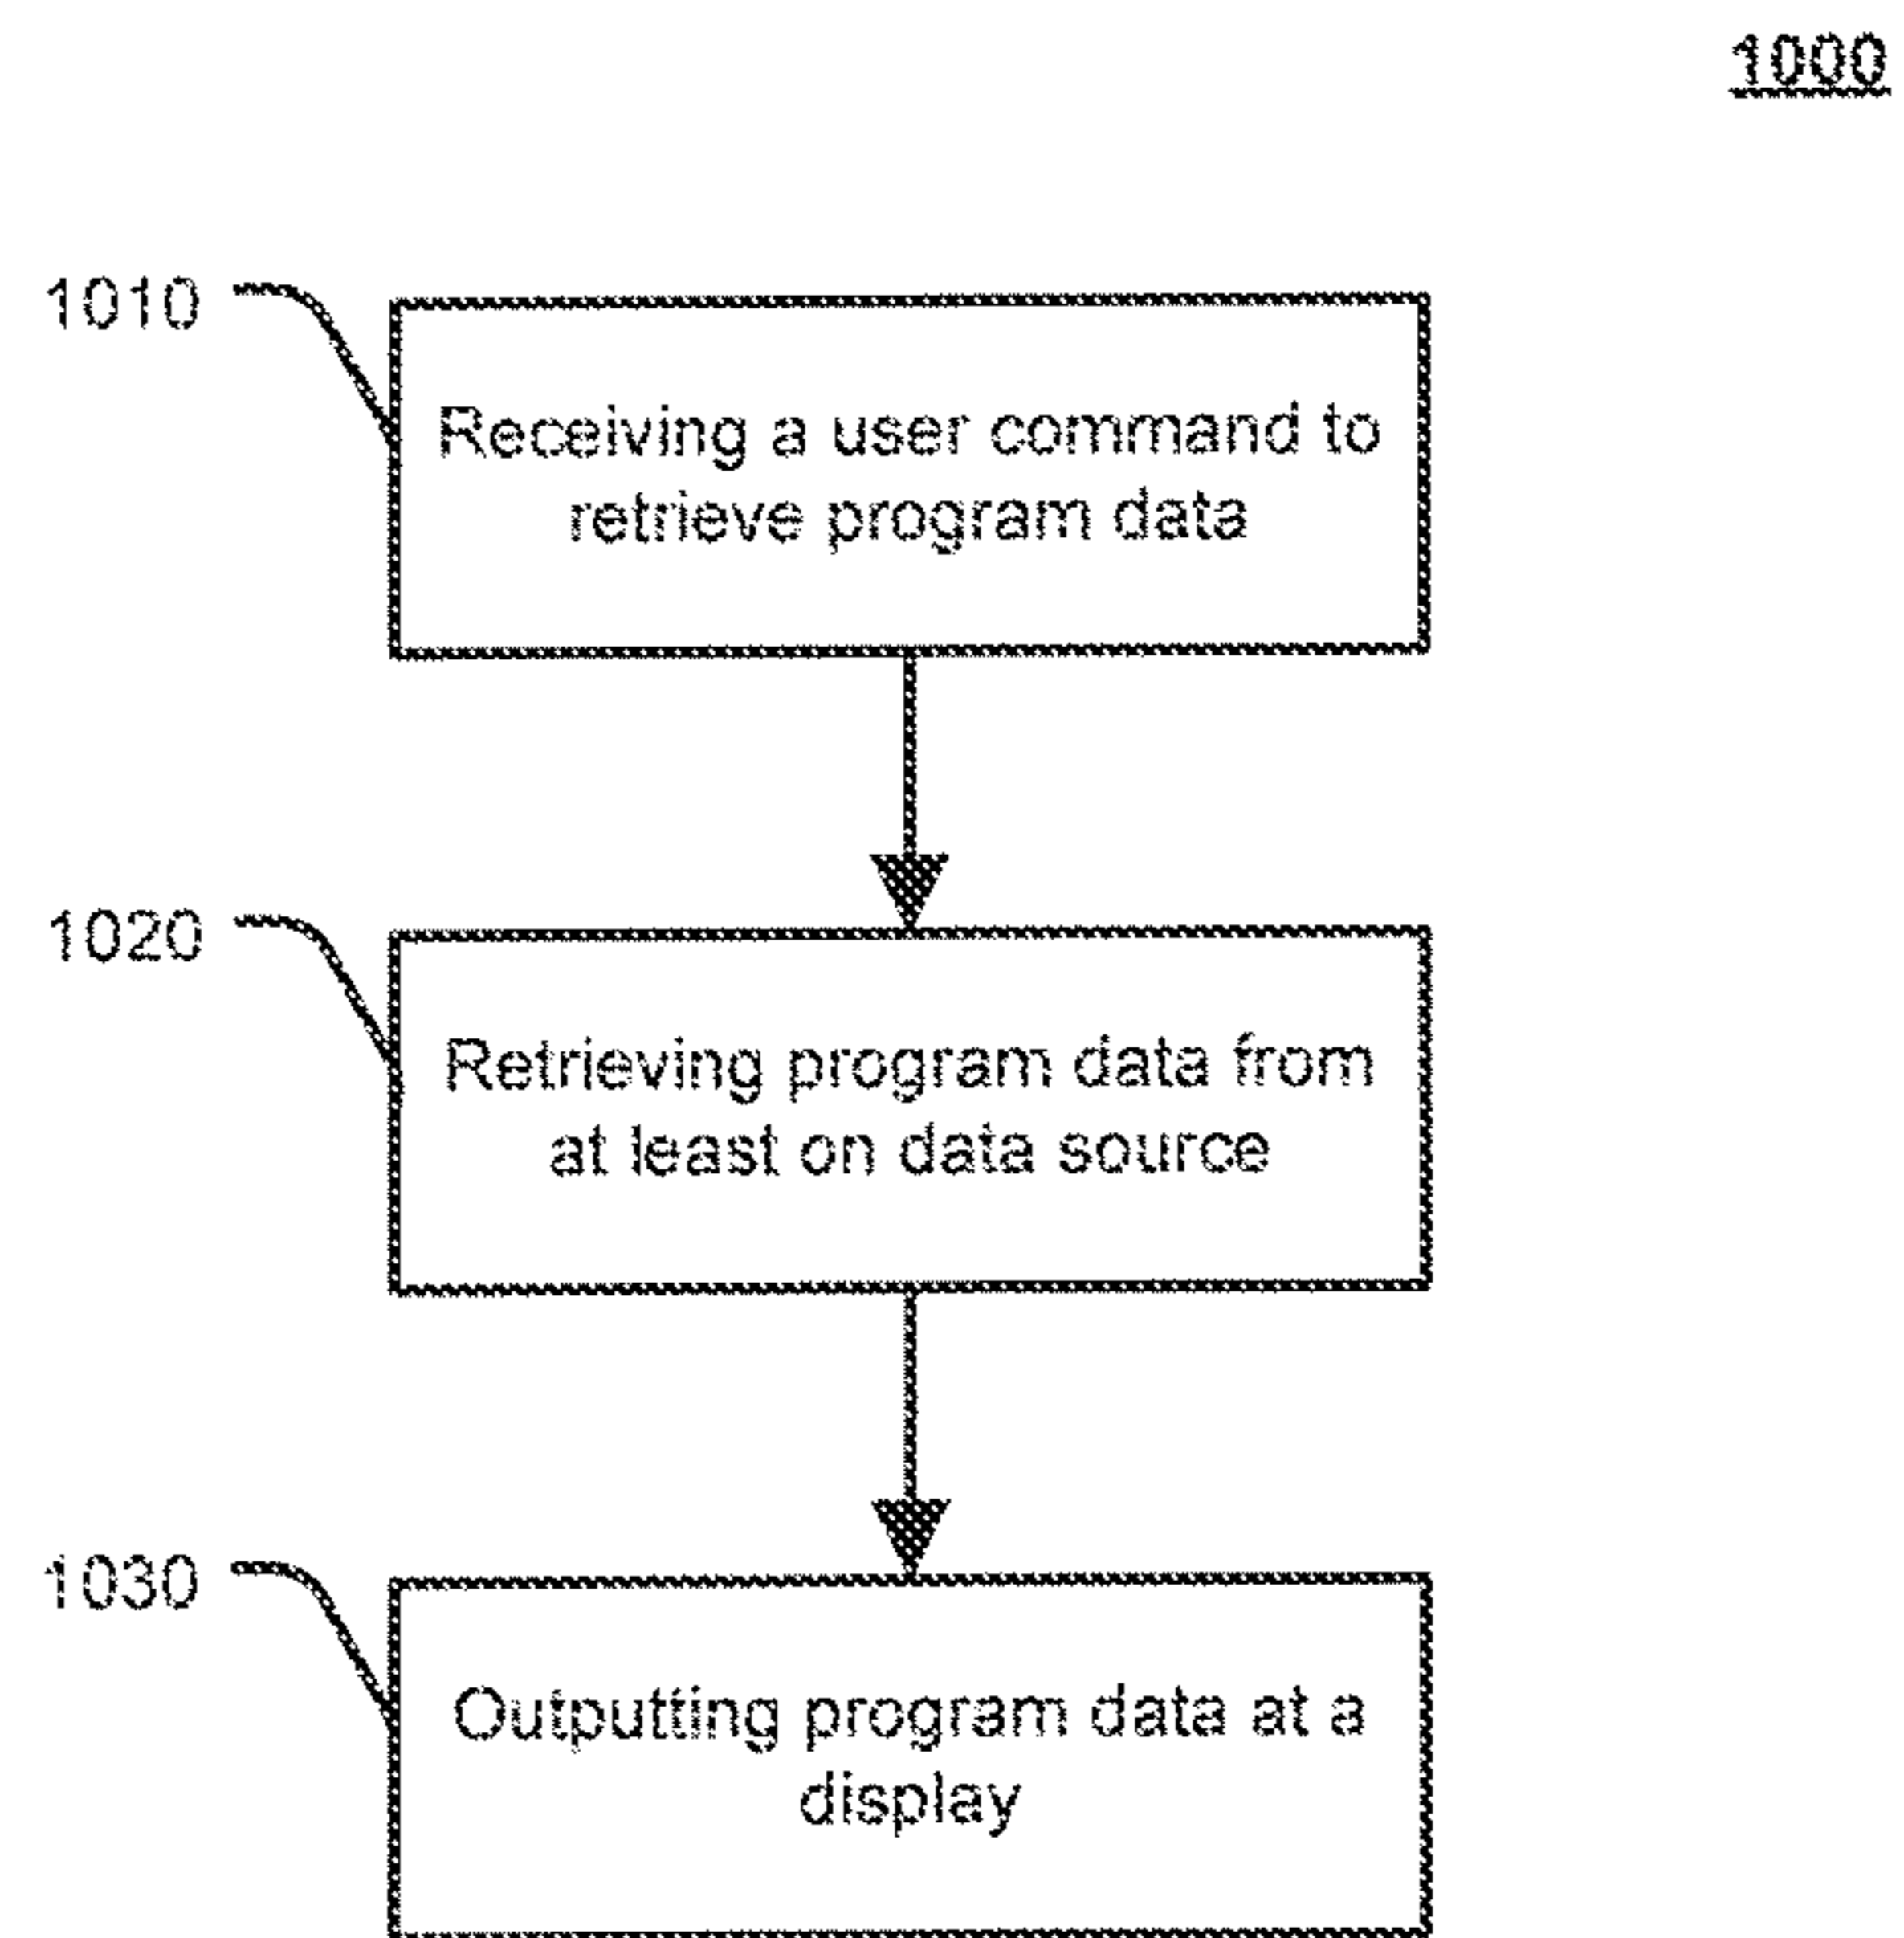 1000
1010
Receiving a user command to
retrieve program data
1020
Retrieving program data from
at least on data source
1030
Outputting program data at a
display